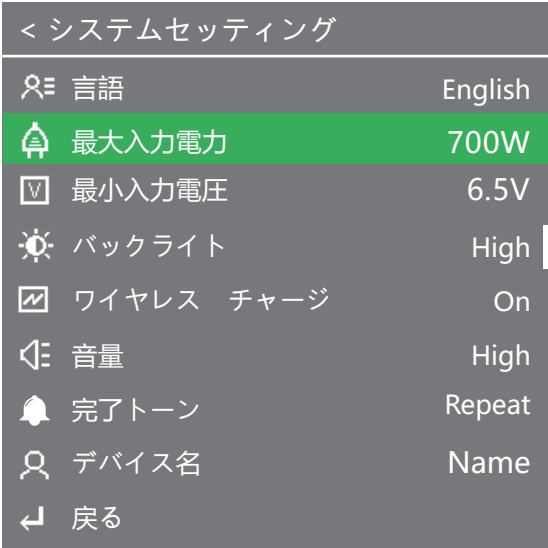 < システムセッティング
言語 English
最大入力電力 700W
V 最小入力電圧 6.5V
バックライト High
ワイヤレス　チャージ On
音量 High
完了トーン Repeat
デバイス名 Name
戻る